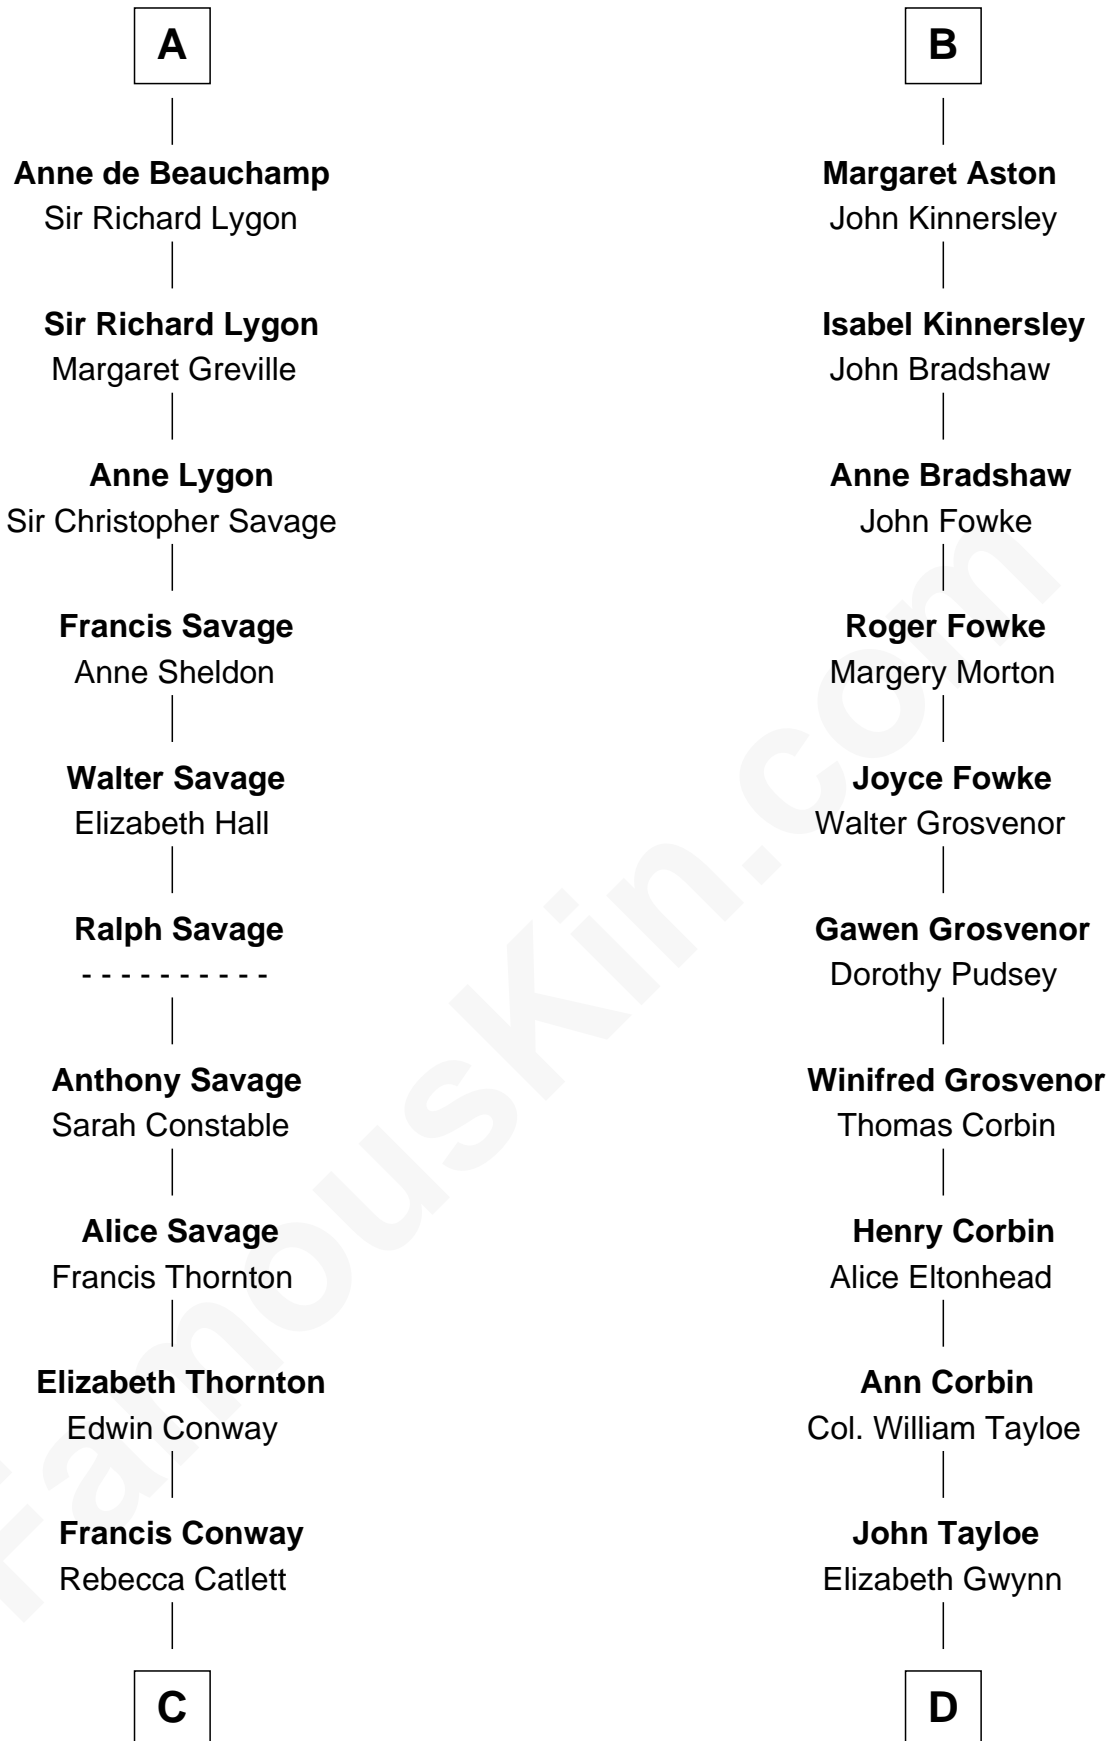 A
Anne de Beauchamp
Sir Richard Lygon
Sir Richard Lygon
Margaret Greville
Anne Lygon
Sir Christopher Savage
Francis Savage
Anne Sheldon
Walter Savage
Elizabeth Hall
Ralph Savage
- - - - - - - - - -
Anthony Savage
Sarah Constable
Alice Savage
Francis Thornton
Elizabeth Thornton
Edwin Conway
Francis Conway
Rebecca Catlett
C
B
Margaret Aston
John Kinnersley
Isabel Kinnersley
John Bradshaw
Anne Bradshaw
John Fowke
Roger Fowke
Margery Morton
Joyce Fowke
Walter Grosvenor
Gawen Grosvenor
Dorothy Pudsey
Winifred Grosvenor
Thomas Corbin
Henry Corbin
Alice Eltonhead
Ann Corbin
Col. William Tayloe
John Tayloe
Elizabeth Gwynn
D
FamousKin.com